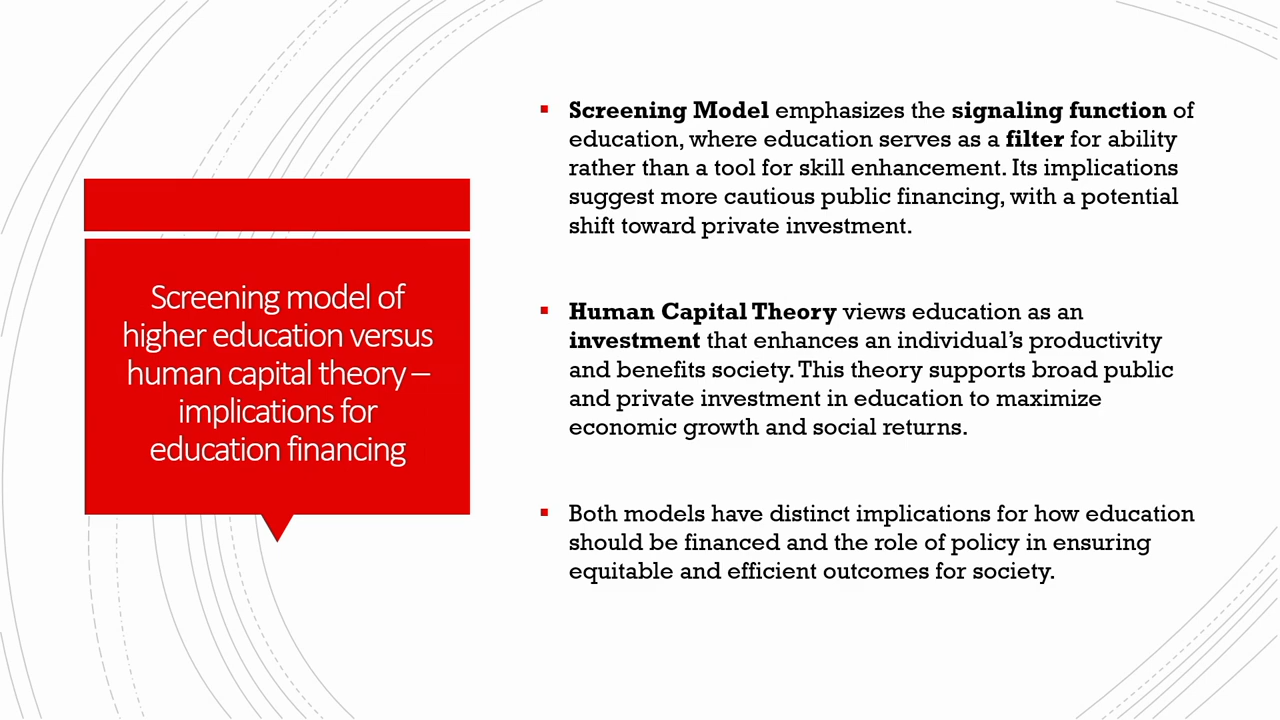 Screening model of
higher education versus
human capital theory –
implications for
education financing
Screening Model emphasizes the signaling function of
education, where education serves as a filter for ability
rather than a tool for skill enhancement. Its implications
suggest more cautious public financing, with a potential
shift toward private investment.
Human Capital Theory views education as an
investment that enhances an individual’s productivity
and benefits society. This theory supports broad public
and private investment in education to maximize
economic growth and social returns.
Both models have distinct implications for how education
should be financed and the role of policy in ensuring
equitable and efficient outcomes for society.